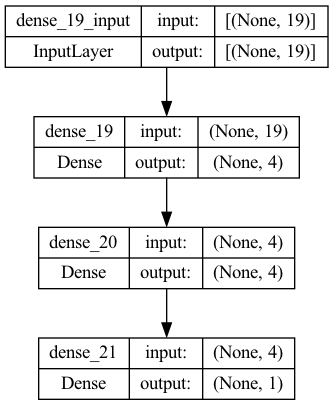 dense_19_input input: [(None, 19)]
InputLayer output: [(None, 19)]
dense_19 input: (None, 19)
Dense output: (None, 4)
dense_20 input: (None, 4)
Dense output: (None, 4)
dense_21 input: (None, 4)
Dense output: (None, 1)